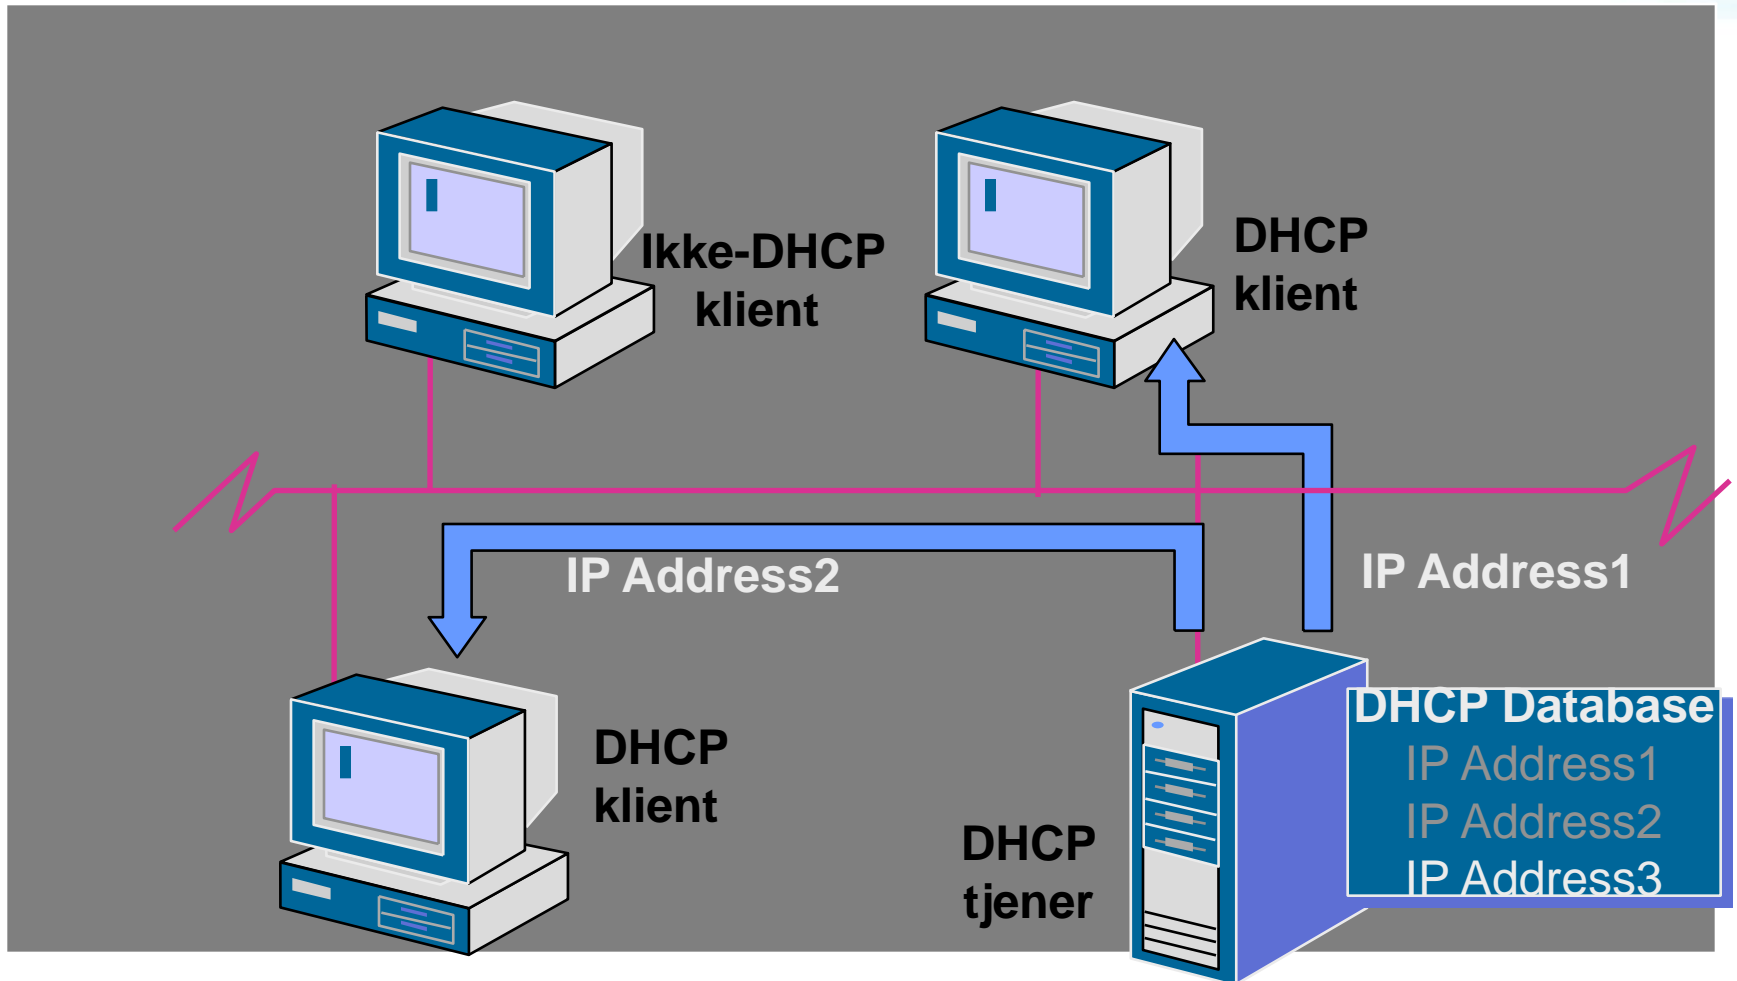 Ikke-DHCP
klient
DHCP
klient
IP Address2
IP Address1
DHCP
klient
DHCP
tjener
DHCP Database
IP Address1
IP Address2
IP Address3